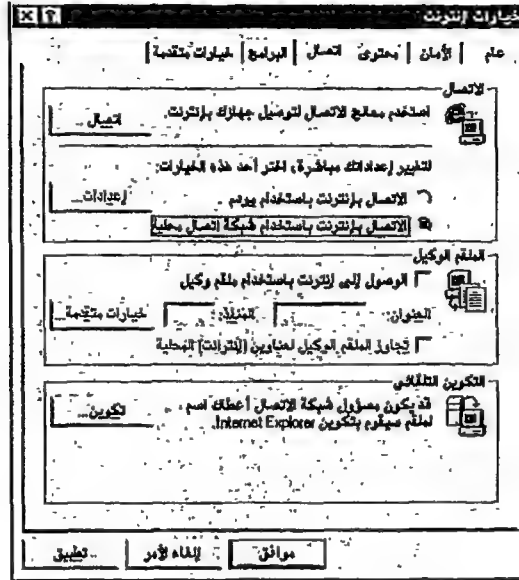 خيارات إنترنت
عام الأمان محتوى اتصال البرامج خيارات متقدمة
الاتصال
استخدم معالج الاتصال لتوصيل جهازك بإنترنت. اتصال...
لتغيير إعداداتك مباشرة، اختر أحد هذه الخيارات:
الاتصال بإنترنت باستخدام مودم إعدادات...
الاتصال بإنترنت باستخدام شبكة اتصال محلية
الملقم الوكيل
الوصول إلى إنترنت باستخدام ملقم وكيل
العنوان: المنفذ: خيارات متقدمة...
تجاوز الملقم الوكيل لعناوين (إنترانت) المحلية
التكوين التلقائي
قد يكون مسؤول شبكة الاتصال أعطاك اسم
لملقم سيقوم بتكوين Internet Explorer. تكوين...
موافق إلغاء الأمر تطبيق